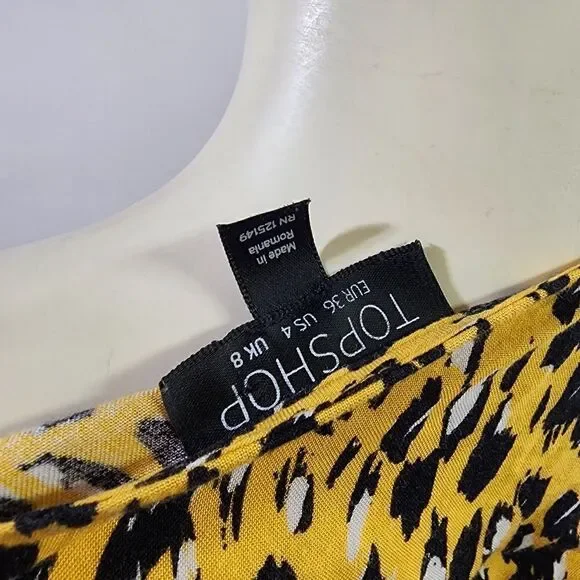 TOPSHOP
EUR 36 US 4 UK 8
Made in
Romania
RN 125149